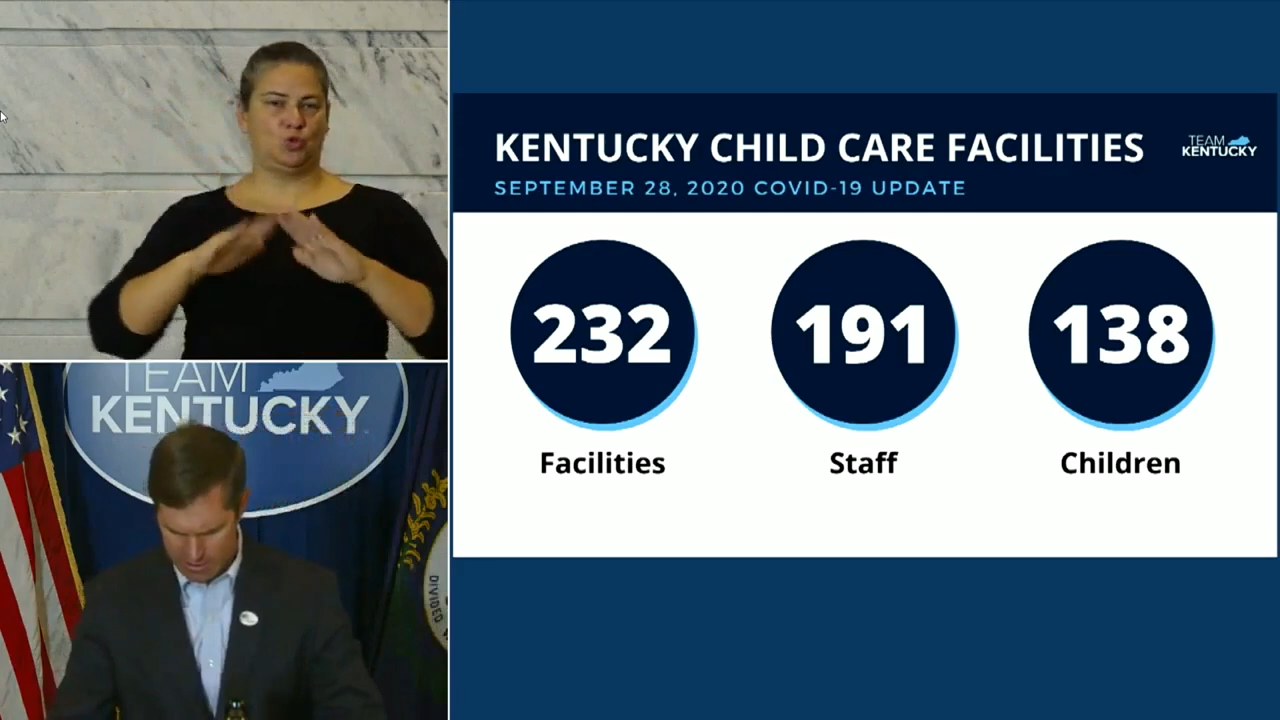 KENTUCKY CHILD CARE FACILITIES
SEPTEMBER 28, 2020 COVID-19 UPDATE
TEAM
KENTUCKY
232
191
138
Facilities
Staff
Children
TEAM
KENTUCKY
DIVIDED